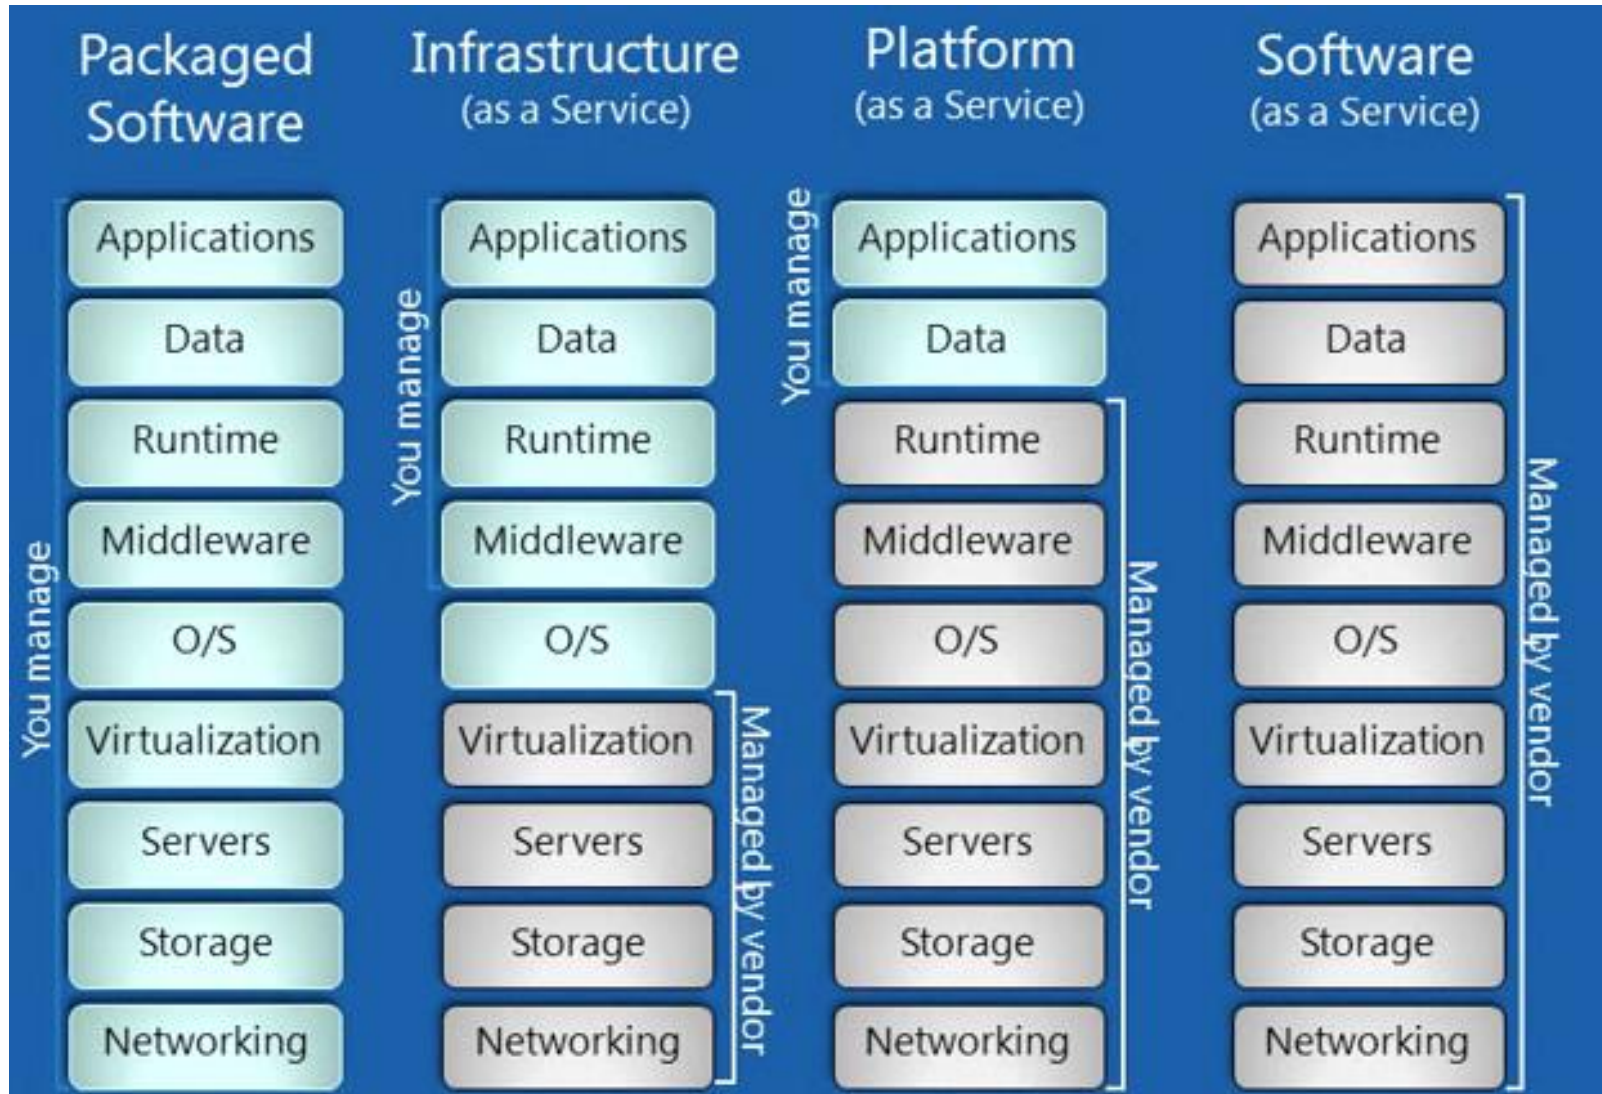 Packaged
Software
You manage
Applications
Data
Runtime
Middleware
O/S
Virtualization
Servers
Storage
Networking
Infrastructure
(as a Service)
You manage
Applications
Data
Runtime
Middleware
O/S
Virtualization
Servers
Storage
Networking
Managed by vendor
Platform
(as a Service)
You manage
Applications
Data
Runtime
Middleware
O/S
Virtualization
Servers
Storage
Networking
Managed by vendor
Software
(as a Service)
Applications
Data
Runtime
Middleware
O/S
Virtualization
Servers
Storage
Networking
Managed by vendor